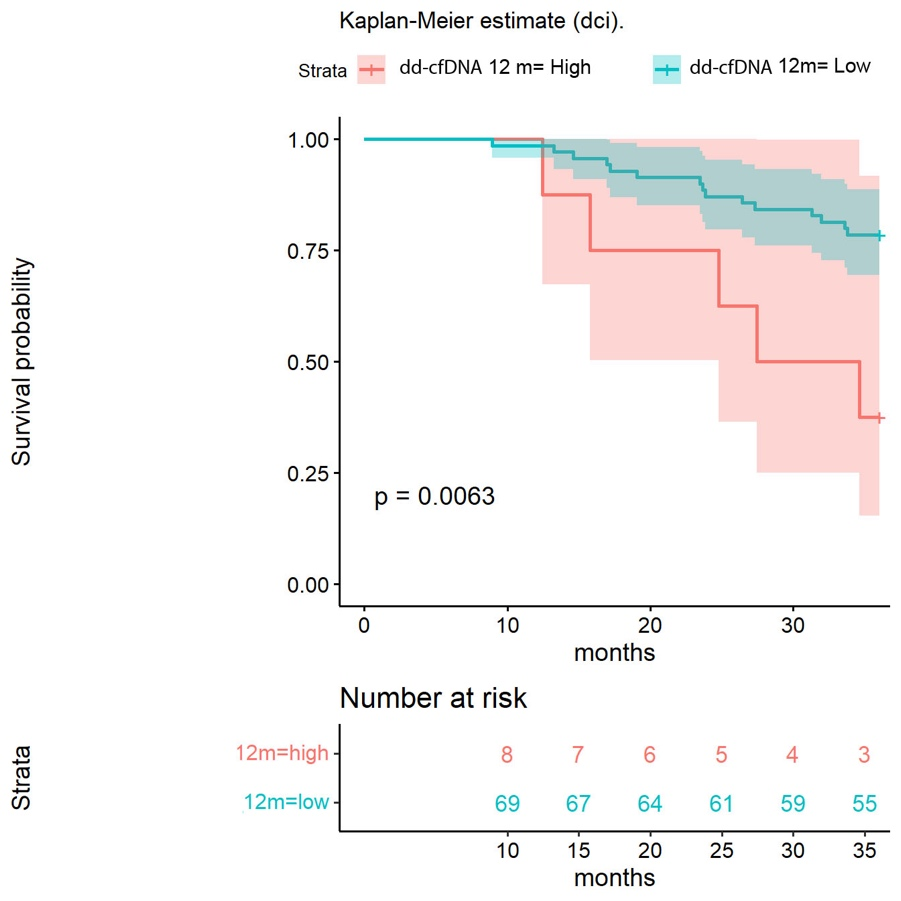 Kaplan-Meier estimate (dci).
Strata dd-cfDNA 12 m= High dd-cfDNA 12m= Low
Survival probability
1.00
0.75
0.50
0.25
0.00
p = 0.0063
0 10 20 30
months
Number at risk
Strata
12m=high 8 7 6 5 4 3
12m=low 69 67 64 61 59 55
10 15 20 25 30 35
months